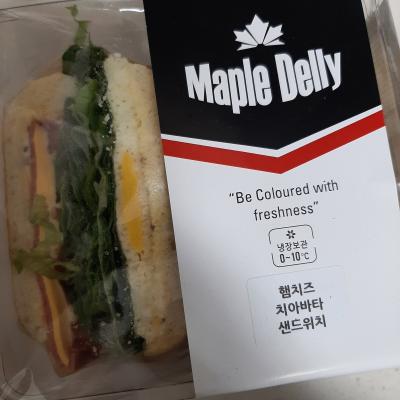 Maple Delly
“Be Coloured with
freshness”
냉장보관
0~10℃
햄치즈
치아바타
샌드위치